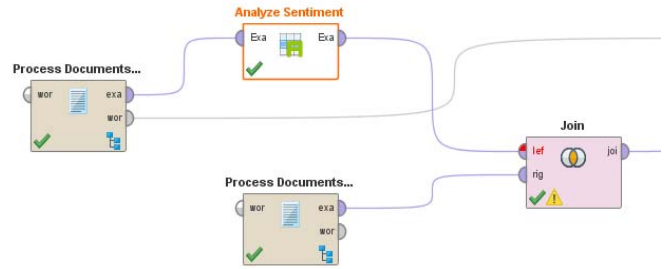 Analyze Sentiment
Exa Exa
Process Documents...
wor exa
wor
Join
lef joi
rig
Process Documents...
wor exa
wor